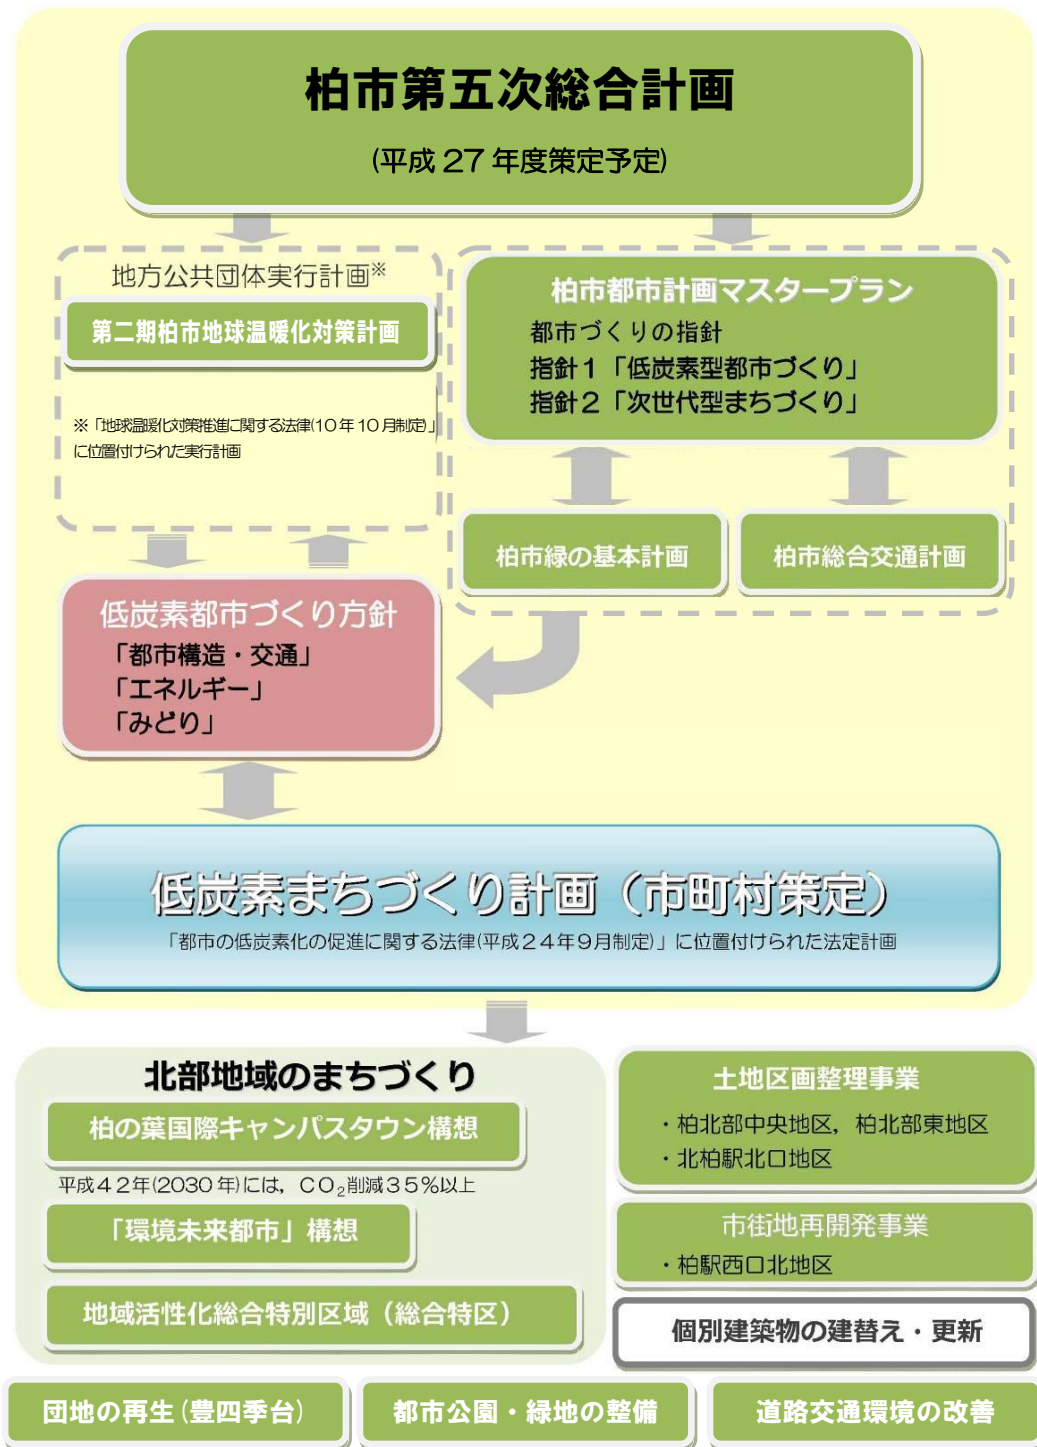 柏市第五次総合計画
(平成27年度策定予定)
地方公共団体実行計画※
第二期柏市地球温暖化対策計画
※「地球温暖化対策推進に関する法律(10年10月制定)」
に位置付けられた実行計画
柏市都市計画マスタープラン
都市づくりの指針
指針1「低炭素型都市づくり」
指針2「次世代型まちづくり」
柏市緑の基本計画
柏市総合交通計画
低炭素都市づくり方針
「都市構造・交通」
「エネルギー」
「みどり」
低炭素まちづくり計画（市町村策定）
「都市の低炭素化の促進に関する法律(平成24年9月制定)」に位置付けられた法定計画
北部地域のまちづくり
柏の葉国際キャンパスタウン構想
平成42年(2030年)には，CO₂削減35%以上
「環境未来都市」構想
地域活性化総合特別区域（総合特区）
土地区画整理事業
・柏北部中央地区，柏北部東地区
・北柏駅北口地区
市街地再開発事業
・柏駅西口北地区
個別建築物の建替え・更新
団地の再生(豊四季台)
都市公園・緑地の整備
道路交通環境の改善